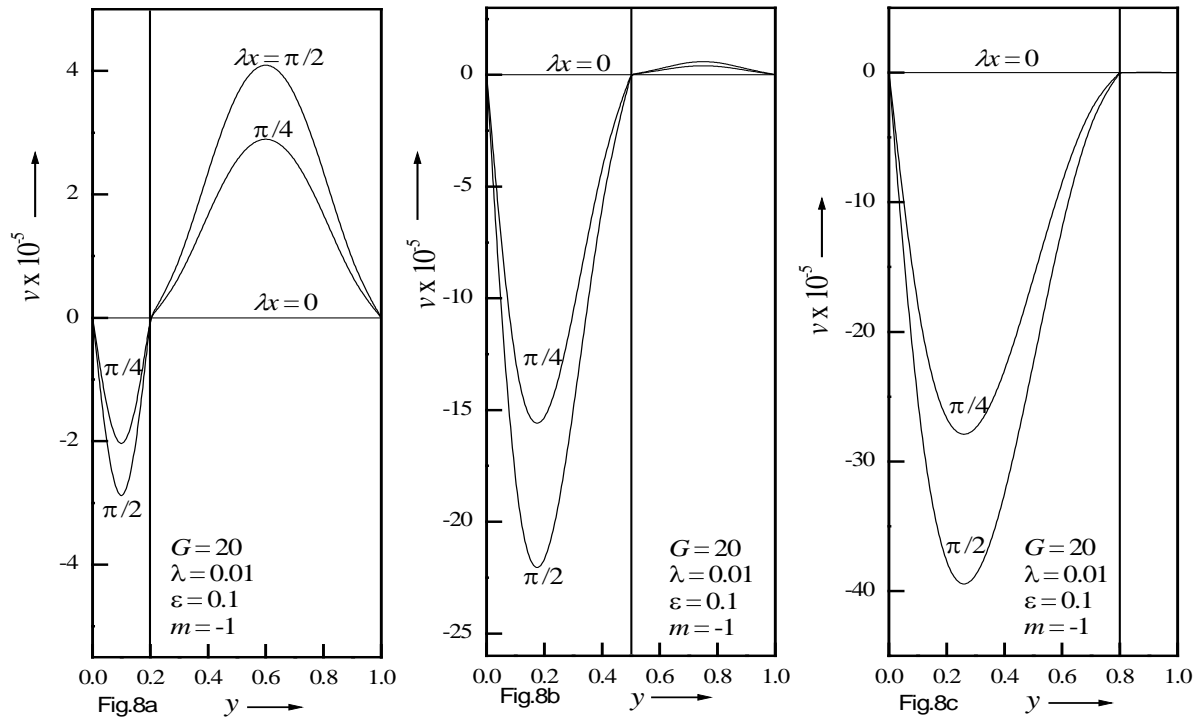 4
2
0
-2
-4
v x 10⁻⁵
λx = π/2
π/4
λx = 0
π/4
π/2
G = 20
λ = 0.01
ε = 0.1
m = -1
0.0 0.2 0.4 0.6 0.8 1.0
Fig.8a
y
0
-5
-10
-15
-20
-25
v x 10⁻⁵
λx = 0
π/4
π/2
G = 20
λ = 0.01
ε = 0.1
m = -1
0.0 0.2 0.4 0.6 0.8 1.0
Fig.8b
y
0
-10
-20
-30
-40
v x 10⁻⁵
λx = 0
π/4
π/2
G = 20
λ = 0.01
ε = 0.1
m = -1
0.0 0.2 0.4 0.6 0.8 1.0
Fig.8c
y